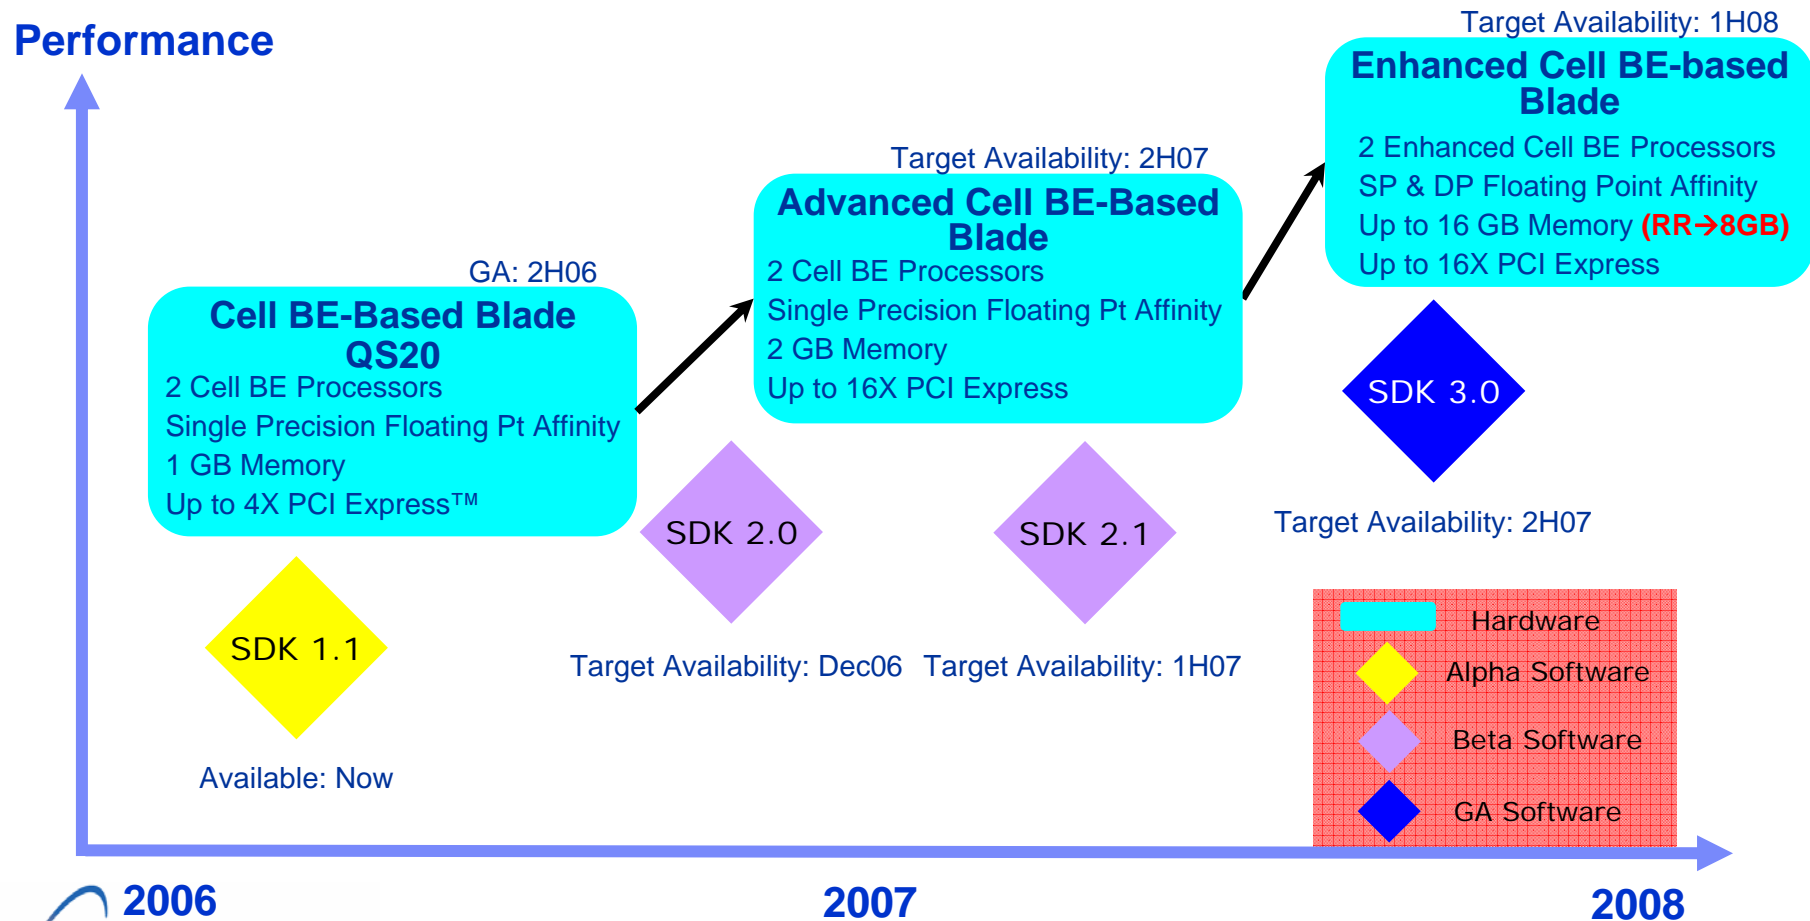 Performance
Target Availability: 1H08
Enhanced Cell BE-based
Blade
2 Enhanced Cell BE Processors
SP & DP Floating Point Affinity
Up to 16 GB Memory (RR→8GB)
Up to 16X PCI Express
Target Availability: 2H07
Advanced Cell BE-Based
Blade
2 Cell BE Processors
Single Precision Floating Pt Affinity
2 GB Memory
Up to 16X PCI Express
GA: 2H06
Cell BE-Based Blade
QS20
2 Cell BE Processors
Single Precision Floating Pt Affinity
1 GB Memory
Up to 4X PCI Express™
SDK 1.1
Available: Now
SDK 2.0
Target Availability: Dec06
SDK 2.1
Target Availability: 1H07
SDK 3.0
Target Availability: 2H07
Hardware
Alpha Software
Beta Software
GA Software
2006
2007
2008